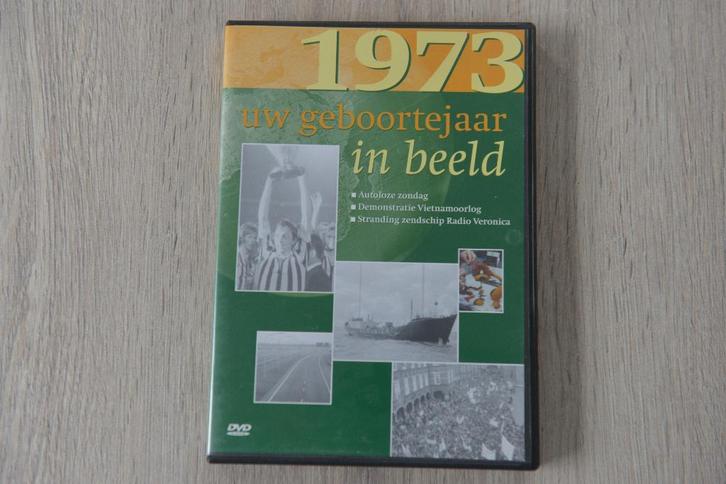 1973
uw geboortejaar
in beeld
Autoloze zondag
Demonstratie Vietnamoorlog
Stranding zendschip Radio Veronica
DVD